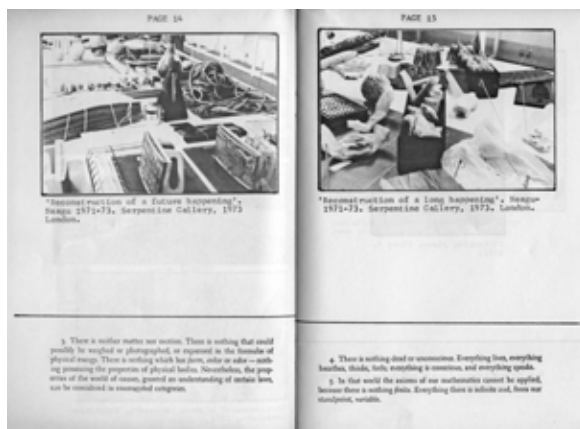 PAGE 14
'Reconstruction of a future happening'.
Neagu 1971-73. Serpentine Gallery, 1973
London.
3. There is neither matter nor motion. There is nothing that could
possibly be weighed or photographed, or expressed in the formulae of
physical energy. There is nothing which has form, color or odor — noth-
ing possessing the properties of physical bodies. Nevertheless, the prop-
erties of the world of causes, granted an understanding of certain laws,
can be considered in enumerated categories.
PAGE 15
'Reconstruction of a long happening'. Neagu-
1971-73. Serpentine Gallery, 1973. London.
4. There is nothing dead or unconscious. Everything lives, everything
breathes, thinks, feels; everything is conscious, and everything speaks.
5. In that world the axioms of our mathematics cannot be applied,
because there is nothing finite. Everything there is infinite and, from our
standpoint, variable.